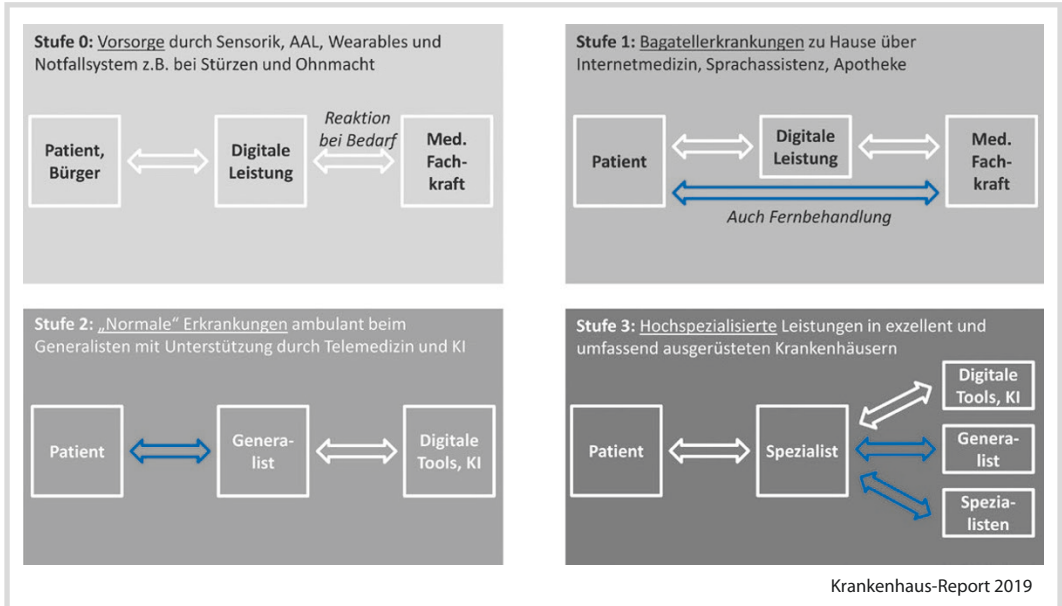 Stufe 0: Vorsorge durch Sensorik, AAL, Wearables und
Notfallsystem z.B. bei Stürzen und Ohnmacht
Patient,
Bürger
Digitale
Leistung
Reaktion
bei Bedarf
Med.
Fach-
kraft
Stufe 1: Bagatellerkrankungen zu Hause über
Internetmedizin, Sprachassistenz, Apotheke
Patient
Digitale
Leistung
Med.
Fach-
kraft
Auch Fernbehandlung
Stufe 2: „Normale“ Erkrankungen ambulant beim
Generalisten mit Unterstützung durch Telemedizin und KI
Patient
Genera-
list
Digitale
Tools, KI
Stufe 3: Hochspezialisierte Leistungen in exzellent und
umfassend ausgerüsteten Krankenhäusern
Patient
Spezialist
Digitale
Tools, KI
Genera-
list
Spezia-
listen
Krankenhaus-Report 2019